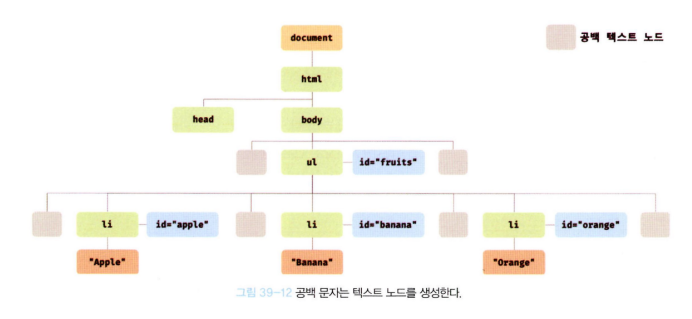 document
공백 텍스트 노드
html
head
body
ul
id="fruits"
li
id="apple"
li
id="banana"
li
id="orange"
"Apple"
"Banana"
"Orange"
그림 39-12 공백 문자는 텍스트 노드를 생성한다.